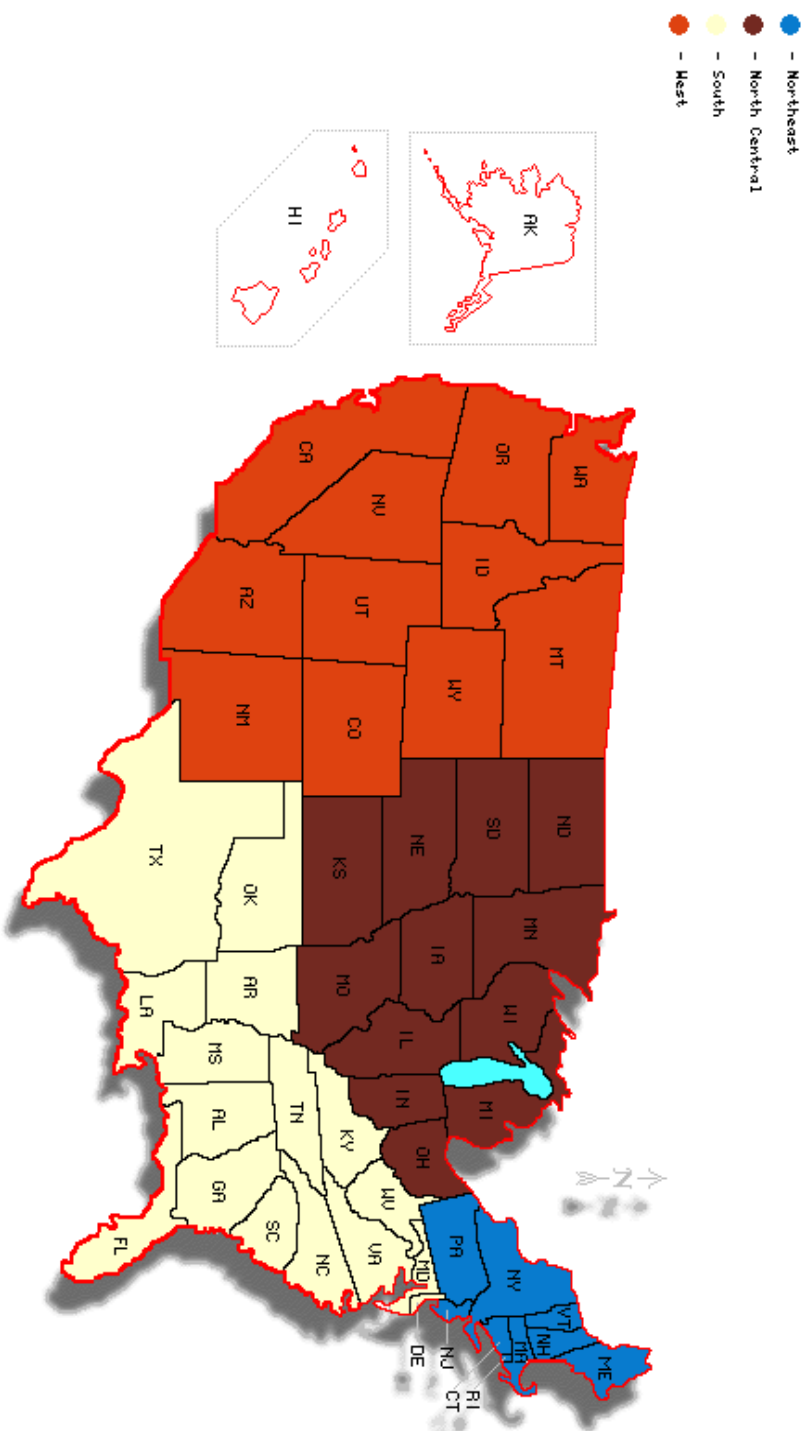 - Northeast
- North Central
- South
- West
AK
HI
WA
OR
CA
NV
ID
MT
WY
UT
AZ
CO
NM
ND
SD
NE
KS
OK
TX
MN
IA
MO
AR
LA
WI
IL
MI
IN
OH
KY
TN
MS
AL
GA
FL
SC
NC
VA
WV
MD
DE
PA
NJ
NY
CT
RI
MA
VT
NH
ME
N